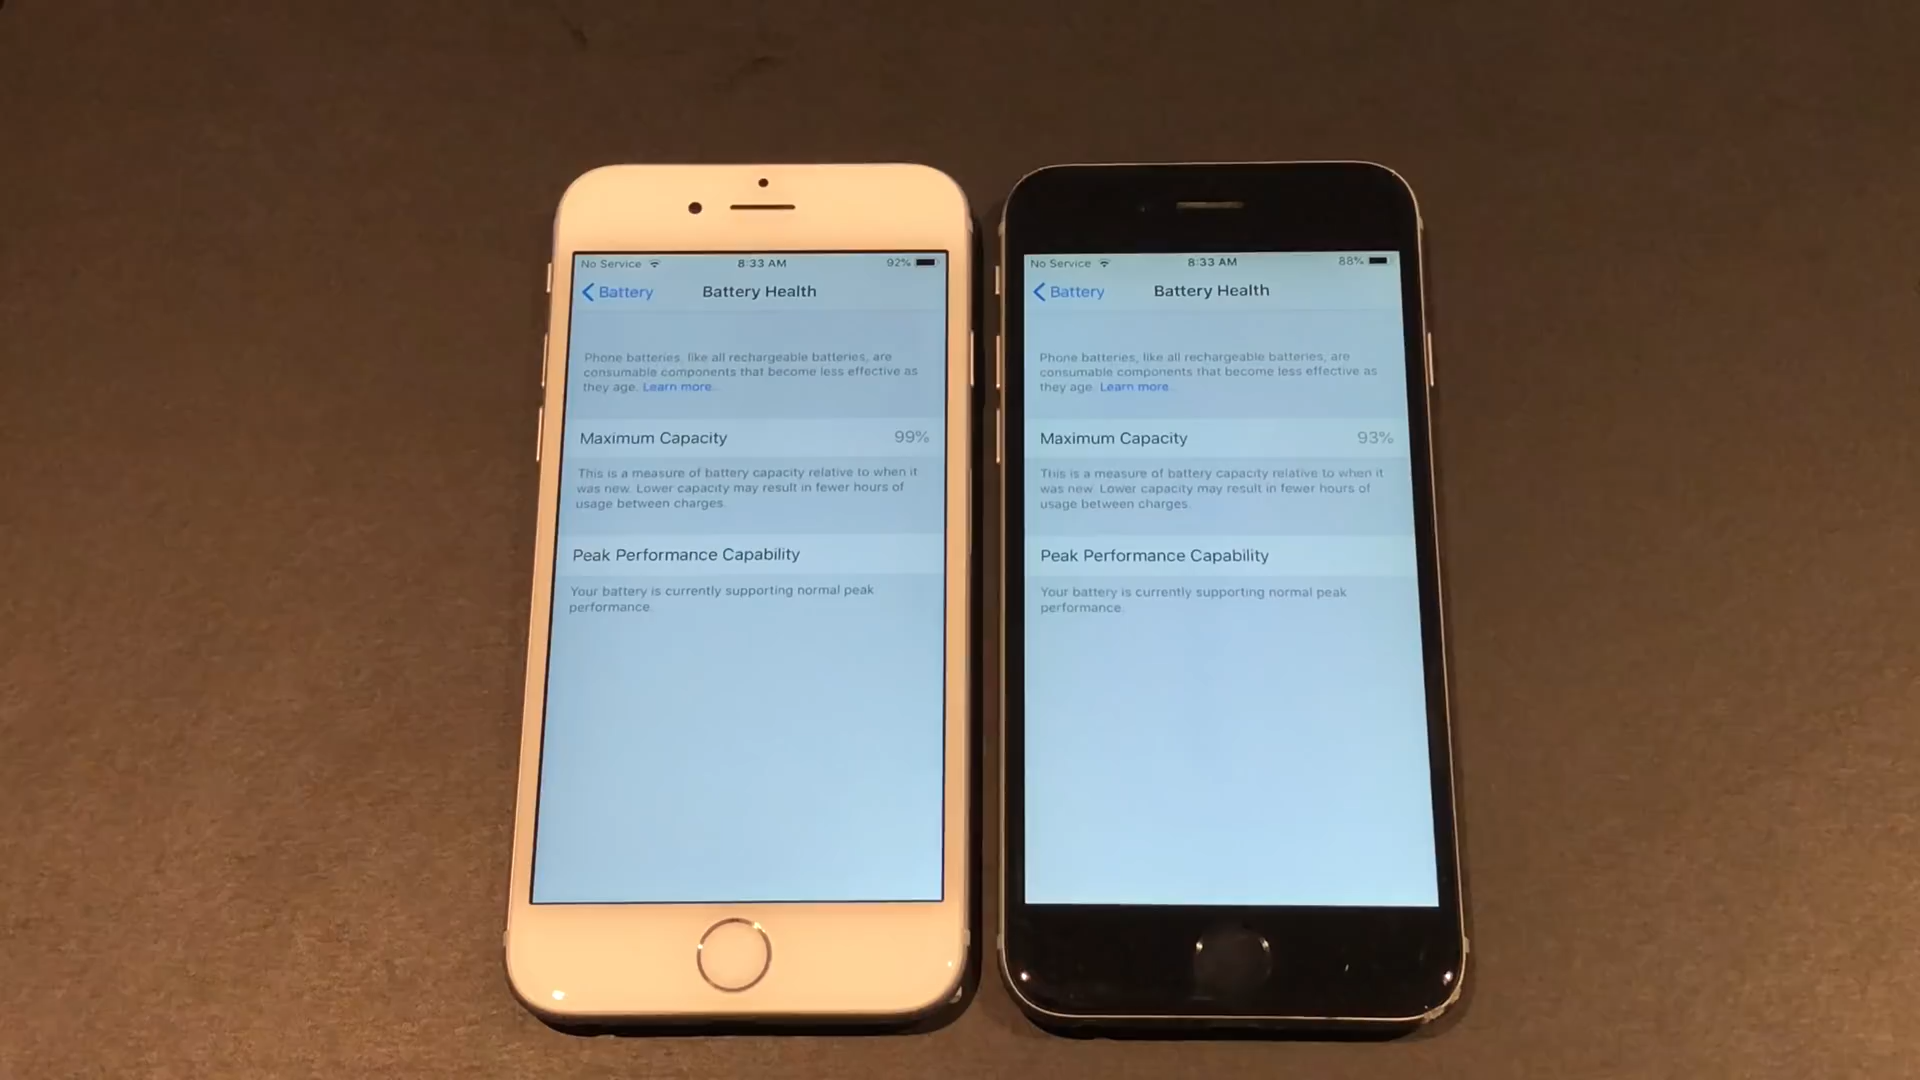 No Service 8:33 AM 92%
Battery Battery Health
Phone batteries, like all rechargeable batteries, are
consumable components that become less effective as
they age. Learn more...
Maximum Capacity 99%
This is a measure of battery capacity relative to when it
was new. Lower capacity may result in fewer hours of
usage between charges.
Peak Performance Capability
Your battery is currently supporting normal peak
performance.
No Service 8:33 AM 88%
Battery Battery Health
Phone batteries, like all rechargeable batteries, are
consumable components that become less effective as
they age. Learn more...
Maximum Capacity 93%
This is a measure of battery capacity relative to when it
was new. Lower capacity may result in fewer hours of
usage between charges.
Peak Performance Capability
Your battery is currently supporting normal peak
performance.